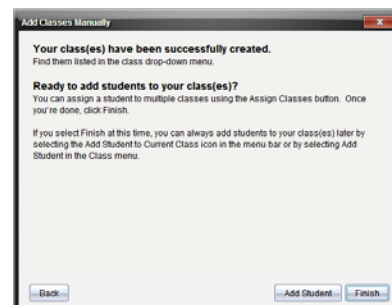 Add Classes Manually
Your class(es) have been successfully created.
Find them listed in the class drop-down menu.
Ready to add students to your class(es)?
You can assign a student to multiple classes using the Assign Classes button. Once
you're done, click Finish.
If you select Finish at this time, you can always add students to your class(es) later by
selecting the Add Student to Current Class icon in the menu bar or by selecting Add
Student in the Class menu.
Back
Add Student
Finish